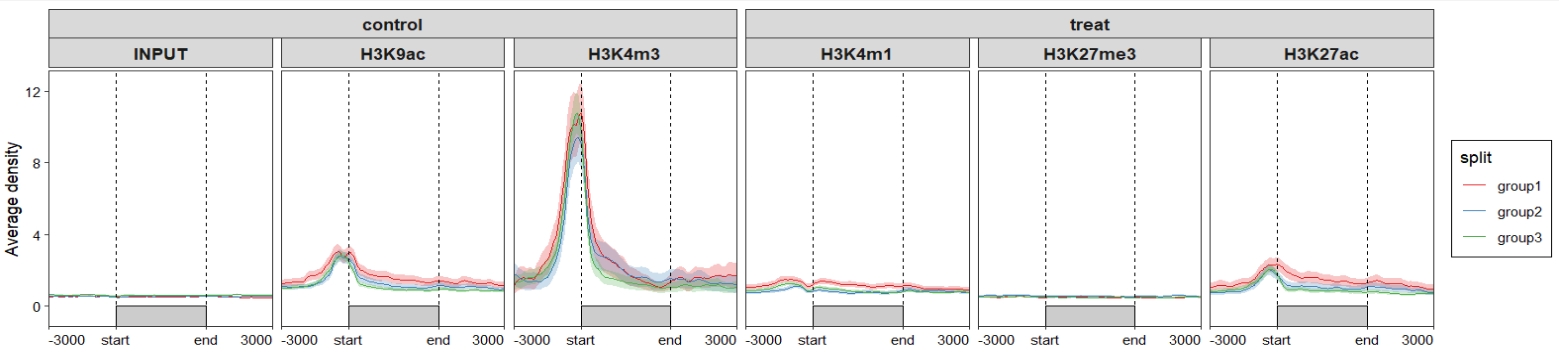 control treat
INPUT H3K9ac H3K4m3 H3K4m1 H3K27me3 H3K27ac
Average density
12
8
4
0
-3000 start end 3000 -3000 start end 3000 -3000 start end 3000 -3000 start end 3000 -3000 start end 3000 -3000 start end 3000
split
group1
group2
group3